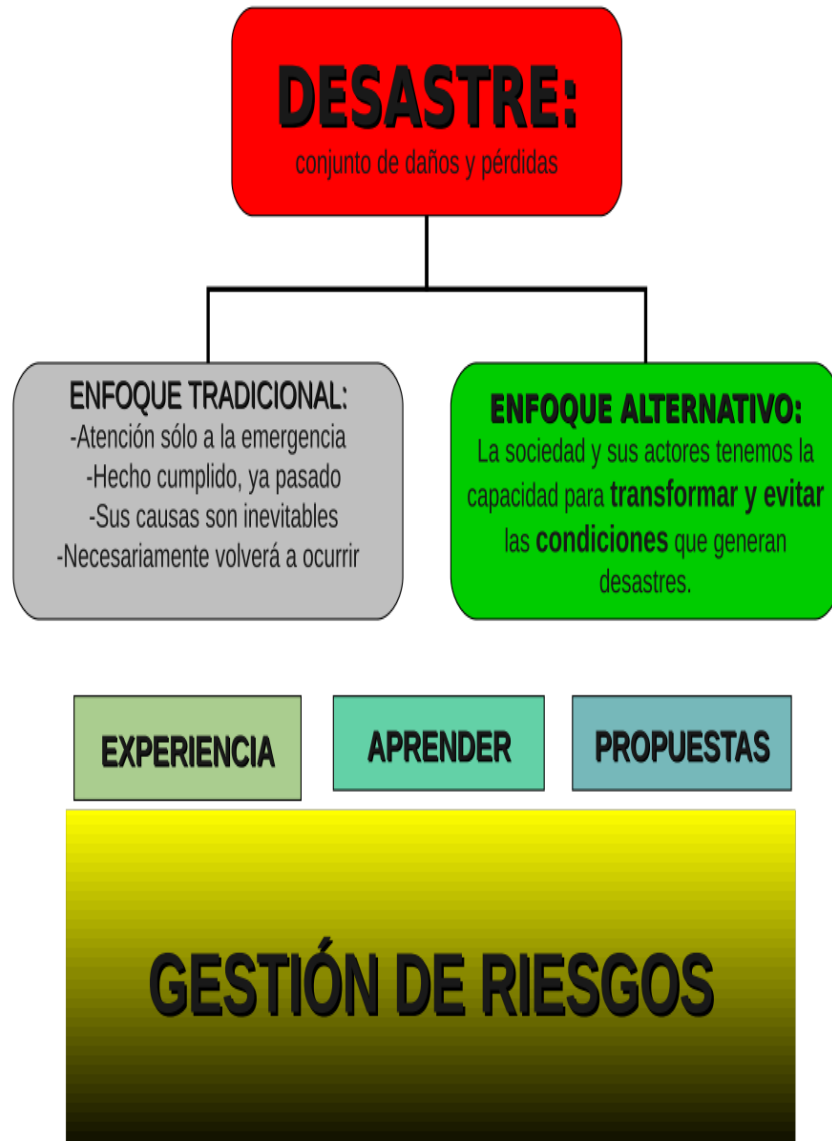 DESASTRE:
conjunto de daños y pérdidas
ENFOQUE TRADICIONAL:
-Atención sólo a la emergencia
-Hecho cumplido, ya pasado
-Sus causas son inevitables
-Necesariamente volverá a ocurrir
ENFOQUE ALTERNATIVO:
La sociedad y sus actores tenemos la
capacidad para transformar y evitar
las condiciones que generan
desastres.
EXPERIENCIA
APRENDER
PROPUESTAS
GESTIÓN DE RIESGOS